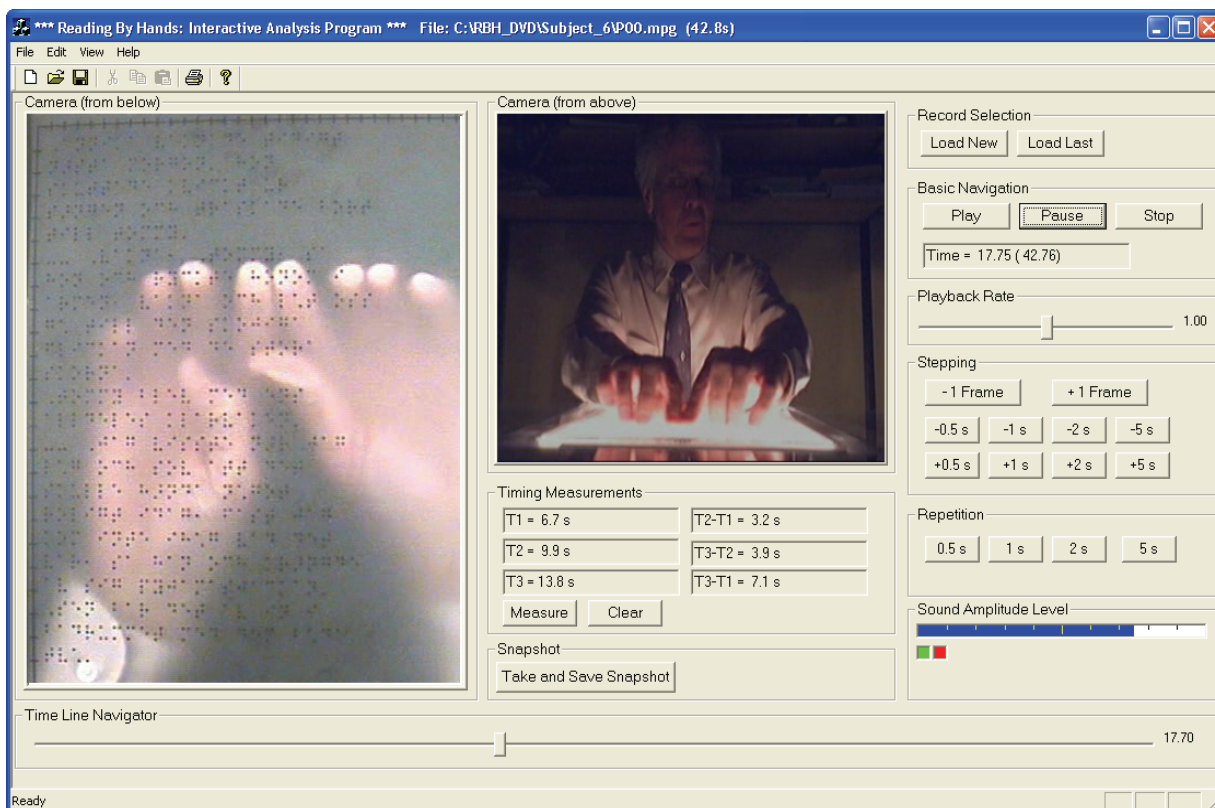 *** Reading By Hands: Interactive Analysis Program ***   File: C:\RBH_DVD\Subject_6\P00.mpg (42.8s)
File Edit View Help
Camera (from below)
Camera (from above)
Timing Measurements
T1 = 6.7 s T2-T1 = 3.2 s
T2 = 9.9 s T3-T2 = 3.9 s
T3 = 13.8 s T3-T1 = 7.1 s
Measure Clear
Snapshot
Take and Save Snapshot
Record Selection
Load New Load Last
Basic Navigation
Play Pause Stop
Time = 17.75 ( 42.76)
Playback Rate
1.00
Stepping
-1 Frame +1 Frame
-0.5 s -1 s -2 s -5 s
+0.5 s +1 s +2 s +5 s
Repetition
0.5 s 1 s 2 s 5 s
Sound Amplitude Level
Time Line Navigator
17.70
Ready